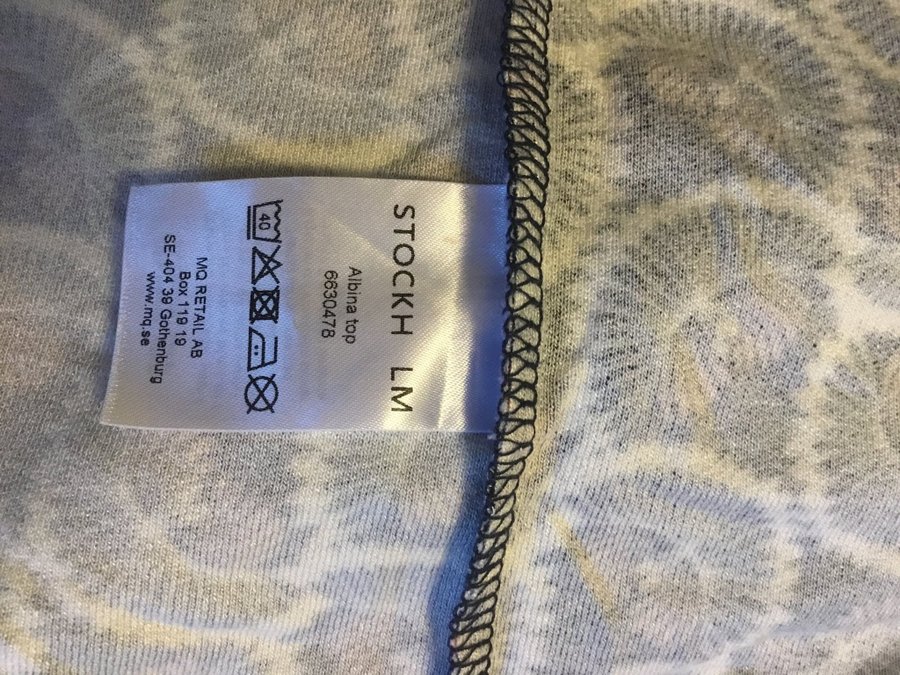 STOCKH LM
Albina top
6630478
40
MQ RETAIL AB
Box 119 19
SE-404 39 Gothenburg
www.mq.se